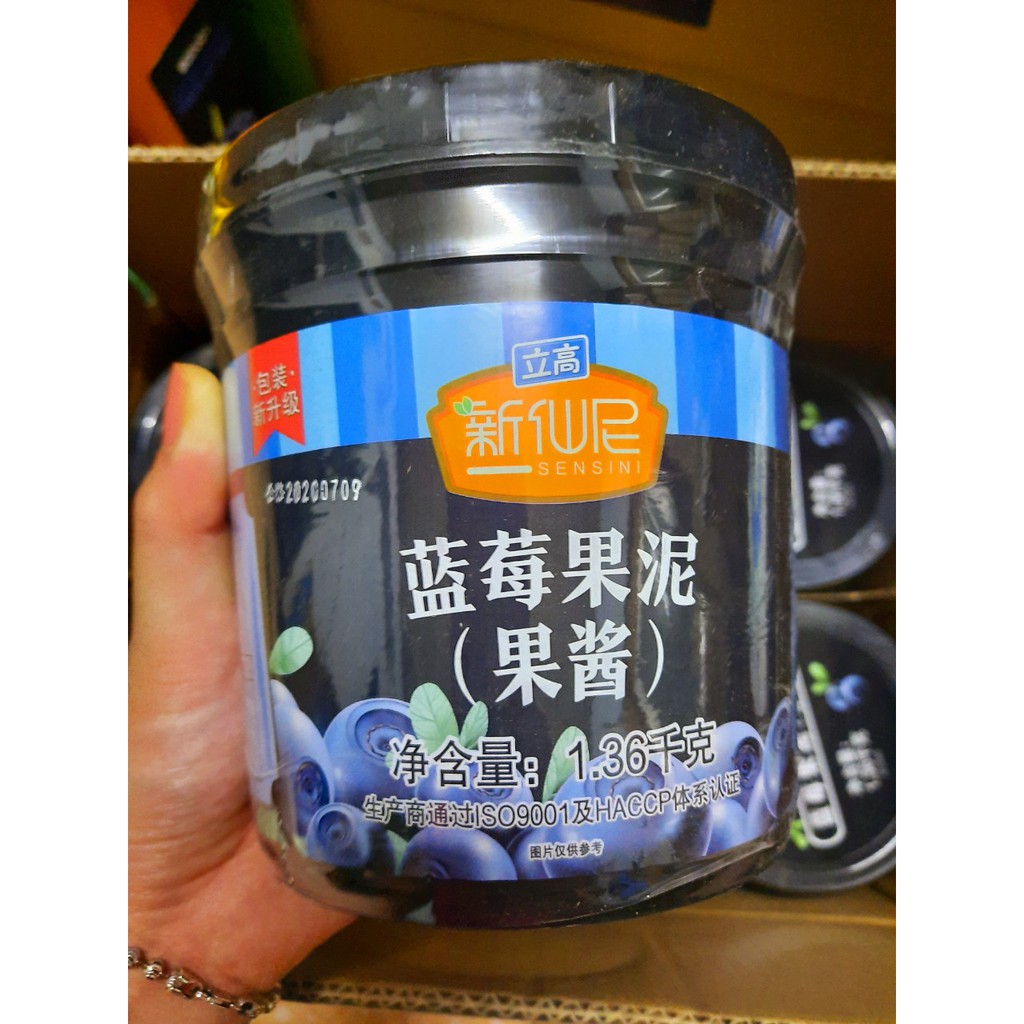 立高
·包装·
新升级
新仙尼
SENSINI
20200709
蓝莓果泥
（果酱）
净含量：1.36千克
生产商通过ISO9001及HACCP体系认证
图片仅供参考